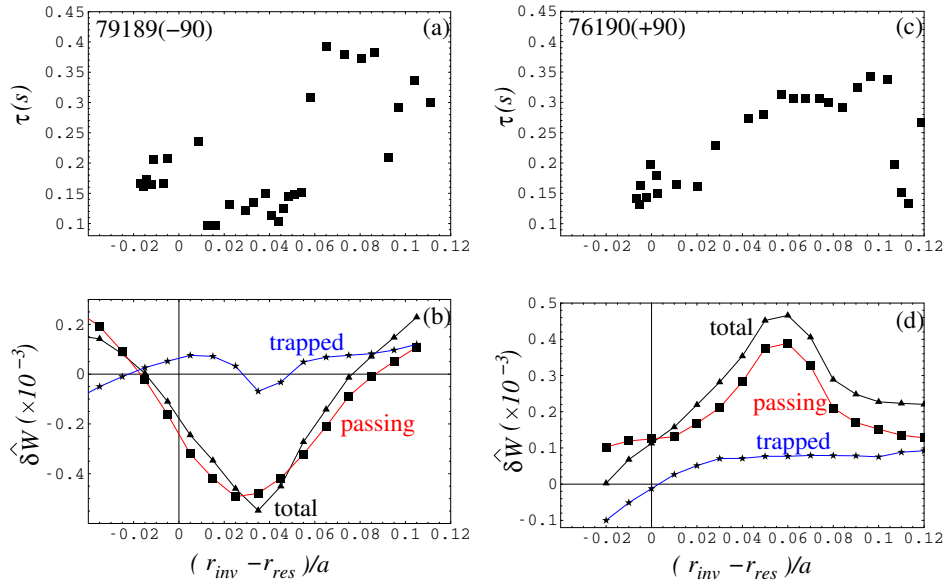 79189(−90)
(a)
τ(s)
0.45
0.4
0.35
0.3
0.25
0.2
0.15
0.1
-0.02 0 0.02 0.04 0.06 0.08 0.1 0.12
76190(+90)
(c)
τ(s)
0.45
0.4
0.35
0.3
0.25
0.2
0.15
0.1
-0.02 0 0.02 0.04 0.06 0.08 0.1 0.12
(b)
trapped
passing
total
δŴ (×10⁻³)
0.2
0
-0.2
-0.4
-0.02 0 0.02 0.04 0.06 0.08 0.1 0.12
(r_inv − r_res)/a
(d)
total
passing
trapped
δŴ (×10⁻³)
0.5
0.4
0.3
0.2
0.1
0
-0.1
-0.02 0 0.02 0.04 0.06 0.08 0.1 0.12
(r_inv − r_res)/a